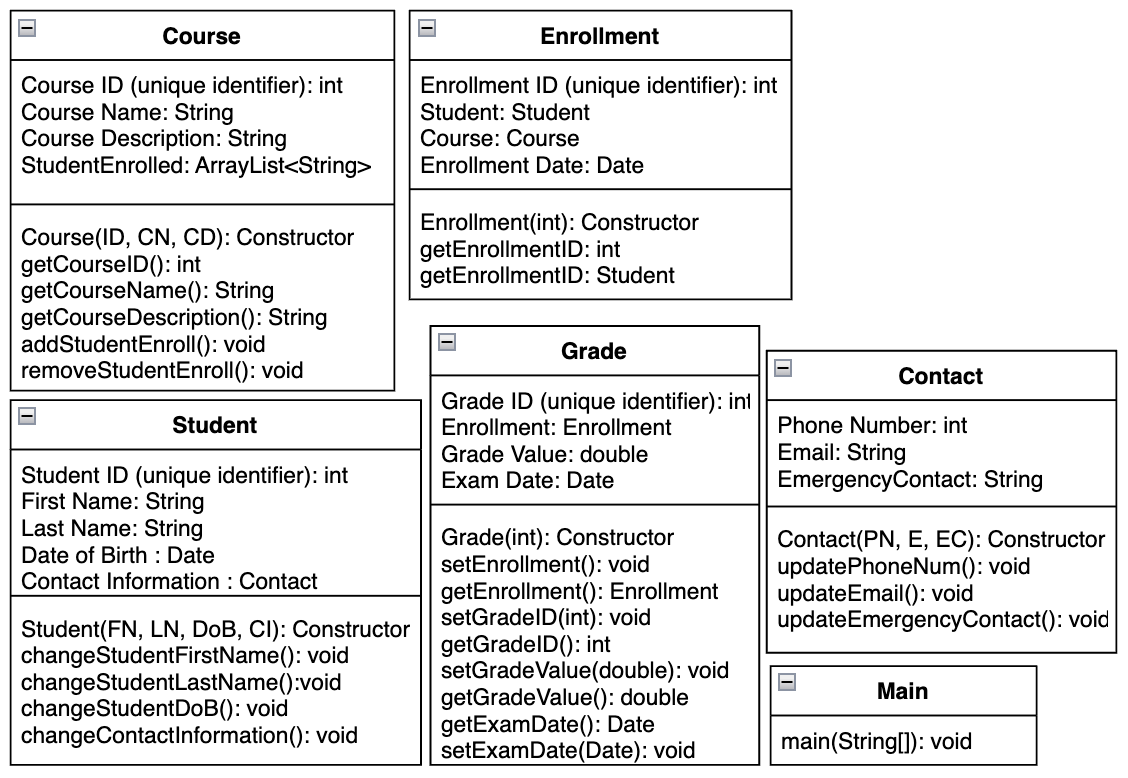 Course
Course ID (unique identifier): int
Course Name: String
Course Description: String
StudentEnrolled: ArrayList<String>
Course(ID, CN, CD): Constructor
getCourseID(): int
getCourseName(): String
getCourseDescription(): String
addStudentEnroll(): void
removeStudentEnroll(): void
Enrollment
Enrollment ID (unique identifier): int
Student: Student
Course: Course
Enrollment Date: Date
Enrollment(int): Constructor
getEnrollmentID: int
getEnrollmentID: Student
Student
Student ID (unique identifier): int
First Name: String
Last Name: String
Date of Birth : Date
Contact Information : Contact
Student(FN, LN, DoB, CI): Constructor
changeStudentFirstName(): void
changeStudentLastName():void
changeStudentDoB(): void
changeContactInformation(): void
Grade
Grade ID (unique identifier): int
Enrollment: Enrollment
Grade Value: double
Exam Date: Date
Grade(int): Constructor
setEnrollment(): void
getEnrollment(): Enrollment
setGradeID(int): void
getGradeID(): int
setGradeValue(double): void
getGradeValue(): double
getExamDate(): Date
setExamDate(Date): void
Contact
Phone Number: int
Email: String
EmergencyContact: String
Contact(PN, E, EC): Constructor
updatePhoneNum(): void
updateEmail(): void
updateEmergencyContact(): void
Main
main(String[]): void